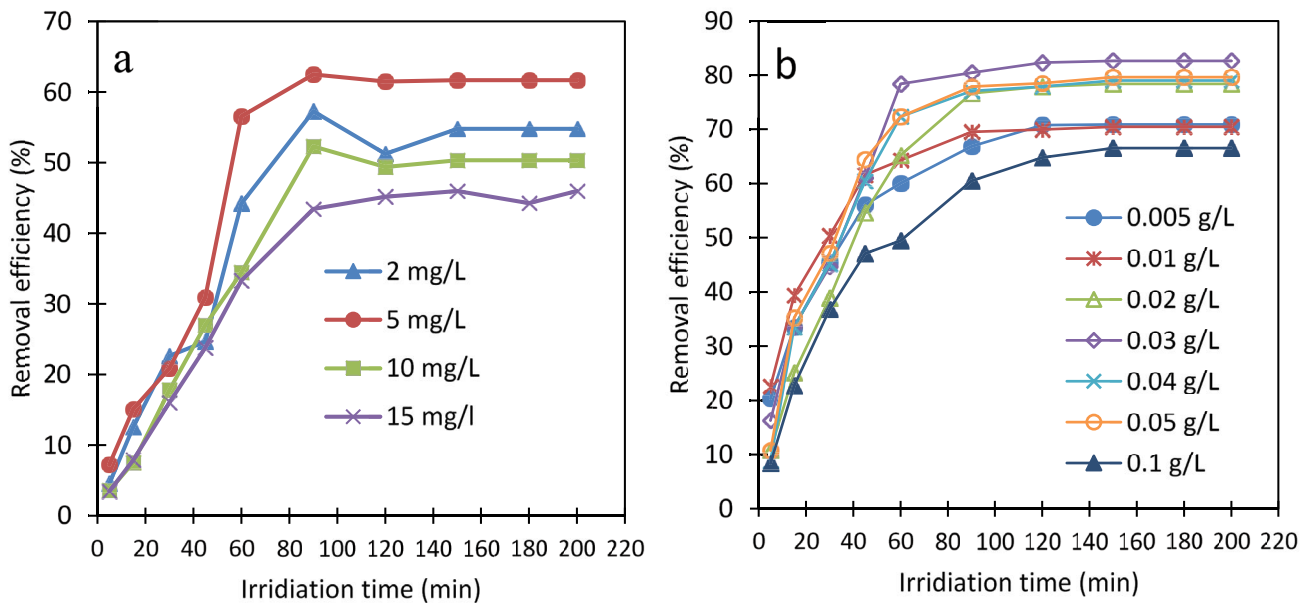 a
Removal efficiency (%)
70
60
50
40
30
20
10
0
0 20 40 60 80 100 120 140 160 180 200 220
Irridiation time (min)
2 mg/L
5 mg/L
10 mg/L
15 mg/l
b
Removal efficiency (%)
90
80
70
60
50
40
30
20
10
0
0 20 40 60 80 100 120 140 160 180 200 220
Irridiation time (min)
0.005 g/L
0.01 g/L
0.02 g/L
0.03 g/L
0.04 g/L
0.05 g/L
0.1 g/L